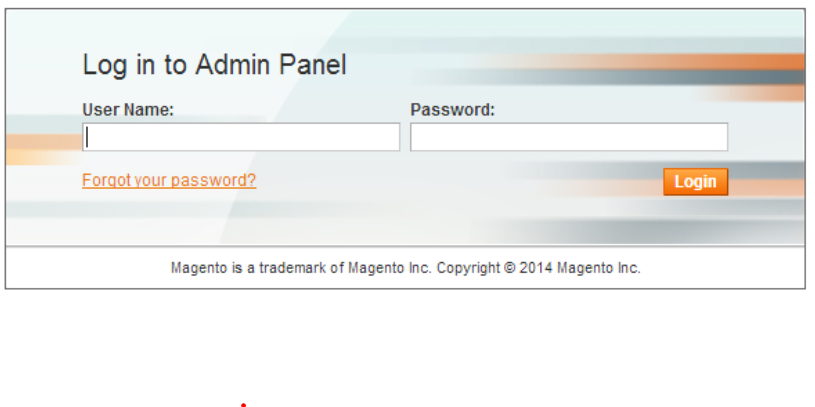 Log in to Admin Panel
User Name: Password:
Forgot your password? Login
Magento is a trademark of Magento Inc. Copyright © 2014 Magento Inc.